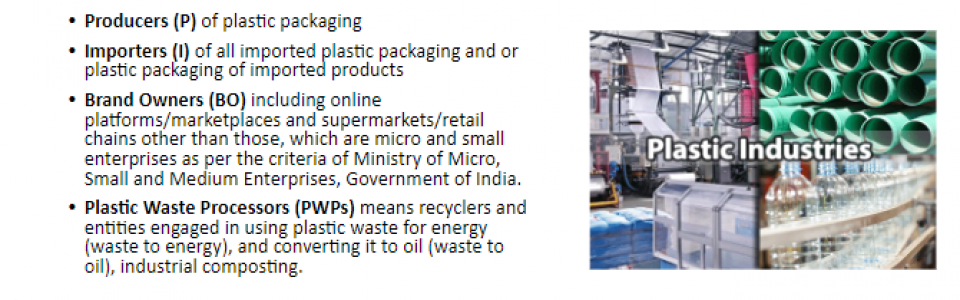 • Producers (P) of plastic packaging
• Importers (I) of all imported plastic packaging and or
plastic packaging of imported products
• Brand Owners (BO) including online
platforms/marketplaces and supermarkets/retail
chains other than those, which are micro and small
enterprises as per the criteria of Ministry of Micro,
Small and Medium Enterprises, Government of India.
• Plastic Waste Processors (PWPs) means recyclers and
entities engaged in using plastic waste for energy
(waste to energy), and converting it to oil (waste to
oil), industrial composting.
Plastic Industries